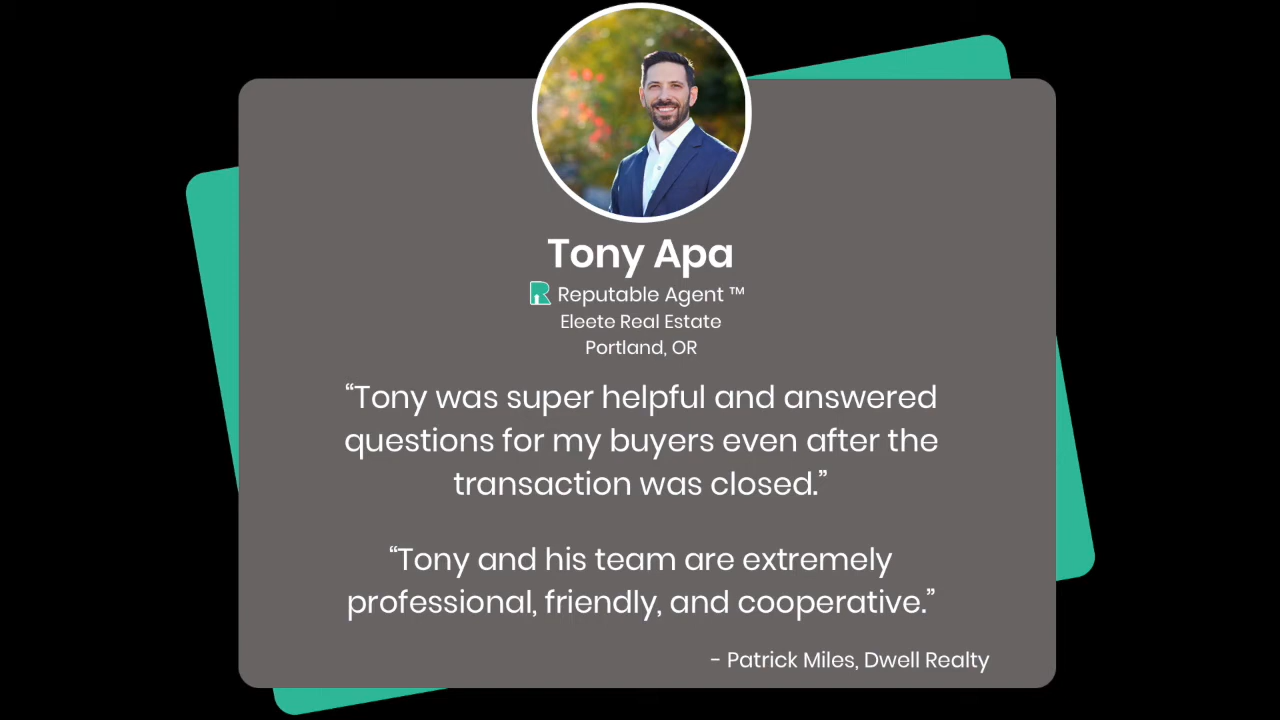 Tony Apa
Reputable Agent ™
Eleete Real Estate
Portland, OR
“Tony was super helpful and answered
questions for my buyers even after the
transaction was closed.”
“Tony and his team are extremely
professional, friendly, and cooperative.”
- Patrick Miles, Dwell Realty